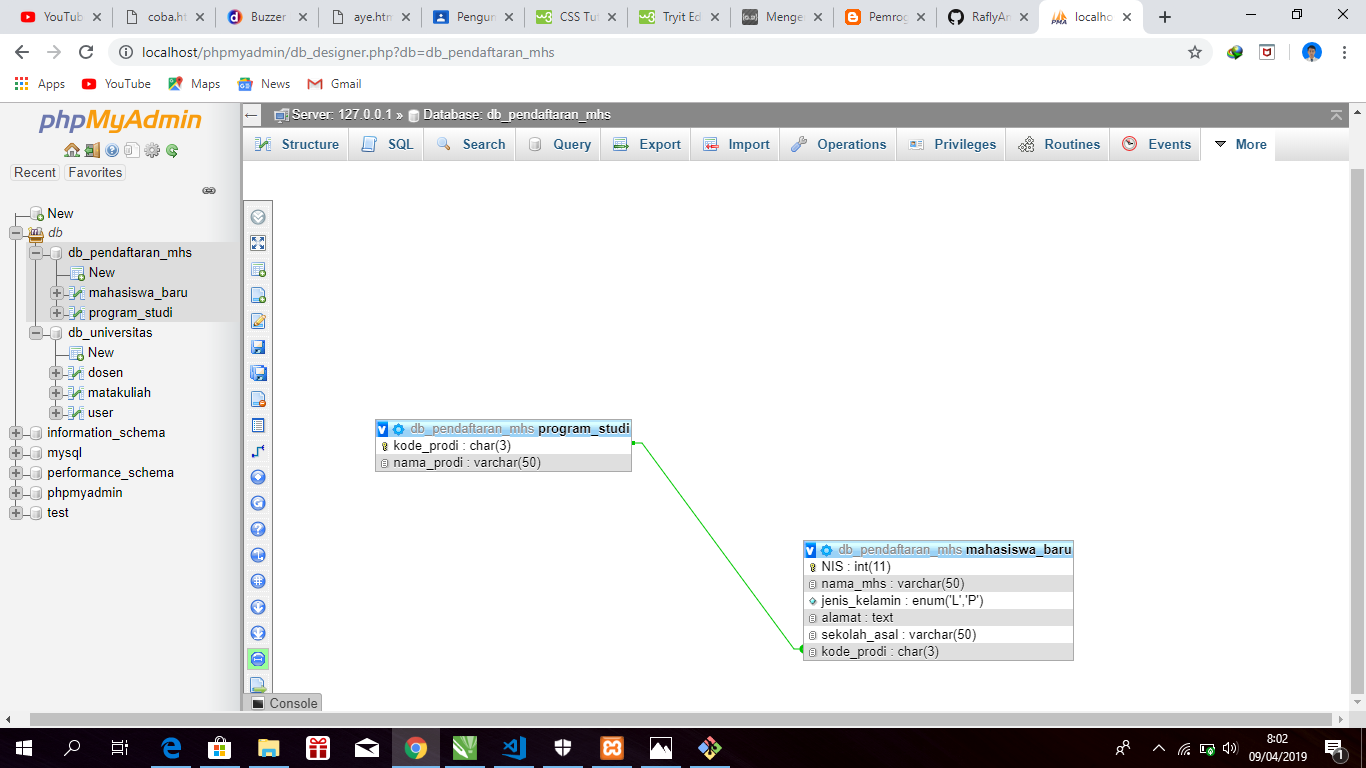 YouTub
coba.ht
Buzzer
aye.htm
Pengun
CSS Tut
Tryit Ed
Menge
Pemrog
RaflyAn
localho
localhost/phpmyadmin/db_designer.php?db=db_pendaftaran_mhs
Apps
YouTube
Maps
News
Gmail
phpMyAdmin
Recent
Favorites
New
db
db_pendaftaran_mhs
New
mahasiswa_baru
program_studi
db_universitas
New
dosen
matakuliah
user
information_schema
mysql
performance_schema
phpmyadmin
test
Server: 127.0.0.1 » Database: db_pendaftaran_mhs
Structure
SQL
Search
Query
Export
Import
Operations
Privileges
Routines
Events
More
db_pendaftaran_mhs program_studi
kode_prodi : char(3)
nama_prodi : varchar(50)
db_pendaftaran_mhs mahasiswa_baru
NIS : int(11)
nama_mhs : varchar(50)
jenis_kelamin : enum('L','P')
alamat : text
sekolah_asal : varchar(50)
kode_prodi : char(3)
Console
8:02
09/04/2019
1